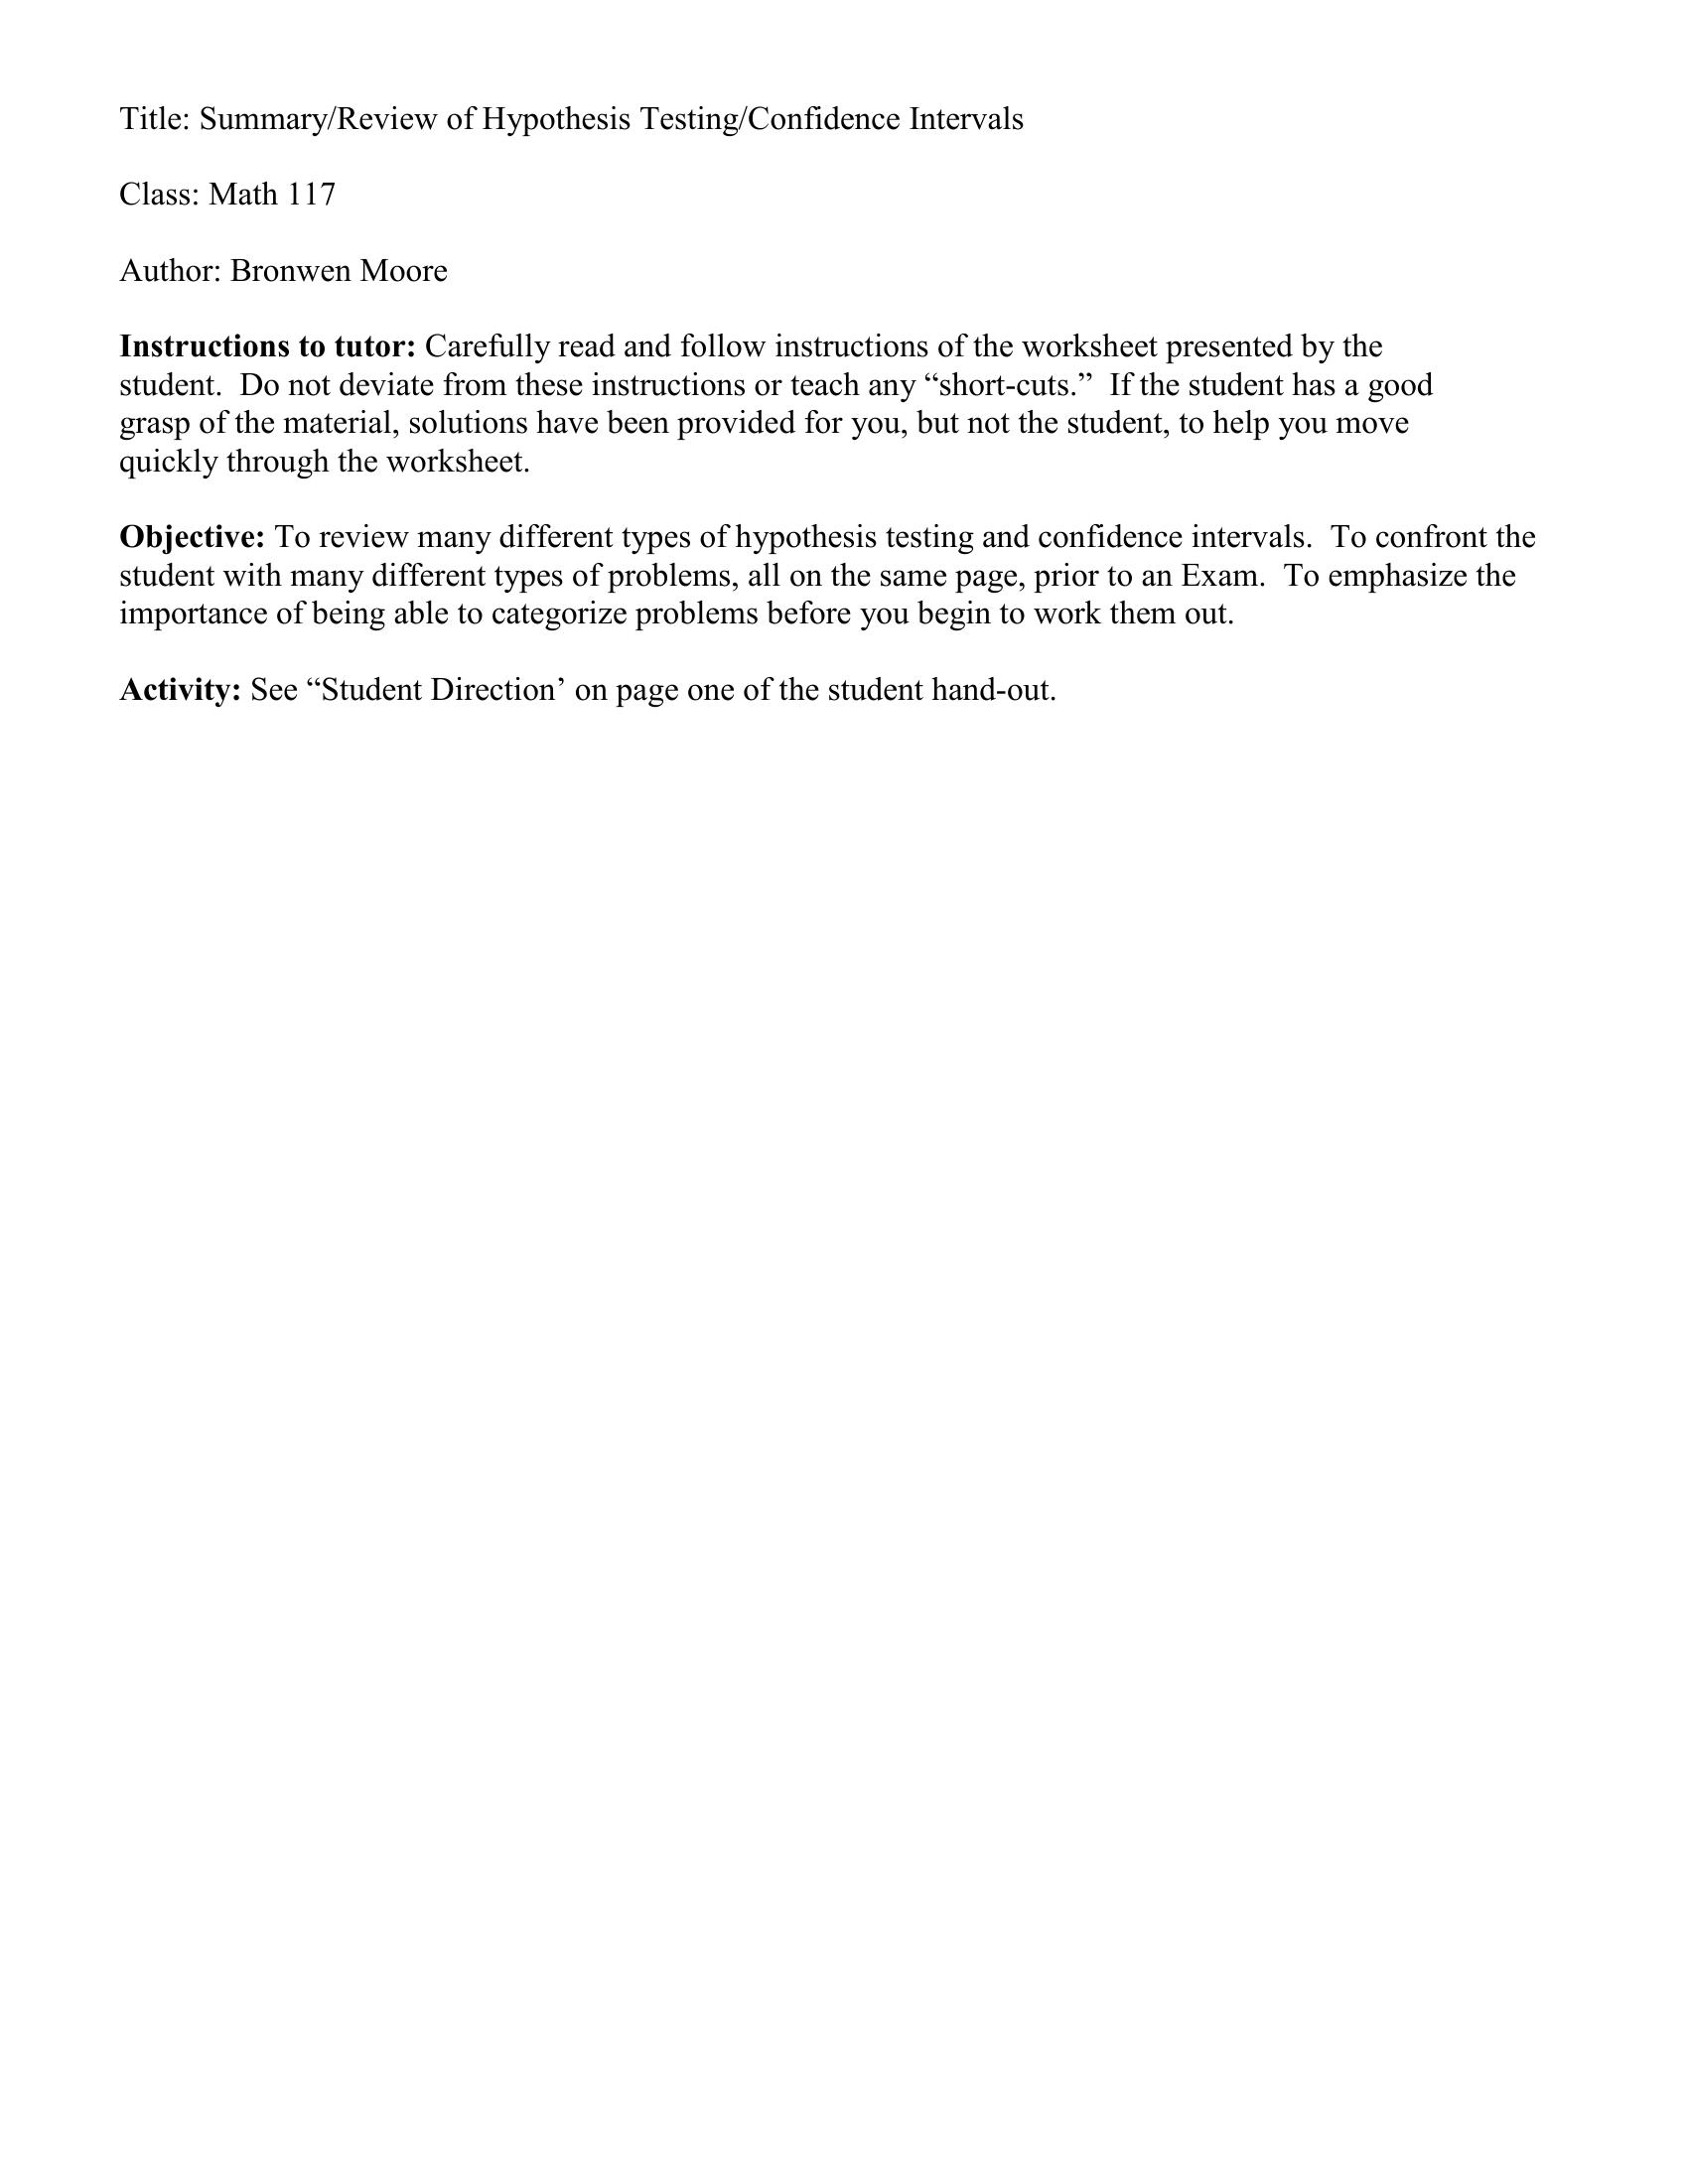 Title: Summary/Review of Hypothesis Testing/Confidence Intervals
Class: Math 117
Author: Bronwen Moore
Instructions to tutor: Carefully read and follow instructions of the worksheet presented by the
student.  Do not deviate from these instructions or teach any “short-cuts.”  If the student has a good
grasp of the material, solutions have been provided for you, but not the student, to help you move
quickly through the worksheet.
Objective: To review many different types of hypothesis testing and confidence intervals.  To confront the
student with many different types of problems, all on the same page, prior to an Exam.  To emphasize the
importance of being able to categorize problems before you begin to work them out.
Activity: See “Student Direction’ on page one of the student hand-out.